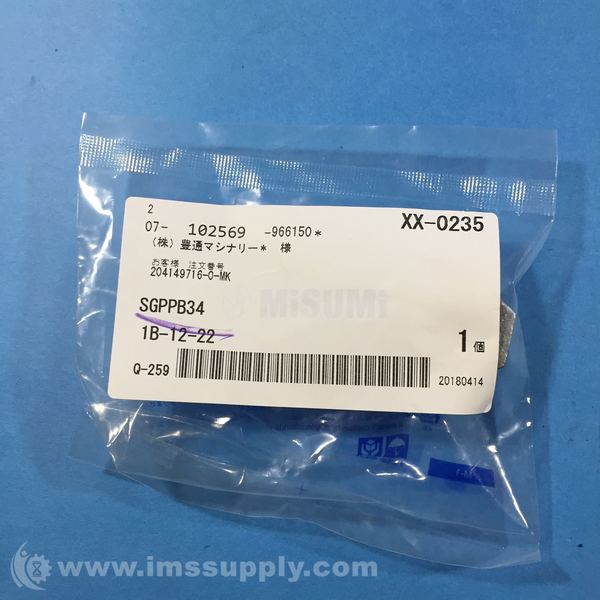 2
XX-0235
07- 102569 -966150*
(株) 豊通マシナリー* 様
お客様 注文番号
204149716-0-MK
MiSUMi
SGPPB34
1B-12-22
1個
Q-259
20180414
www.imssupply.com